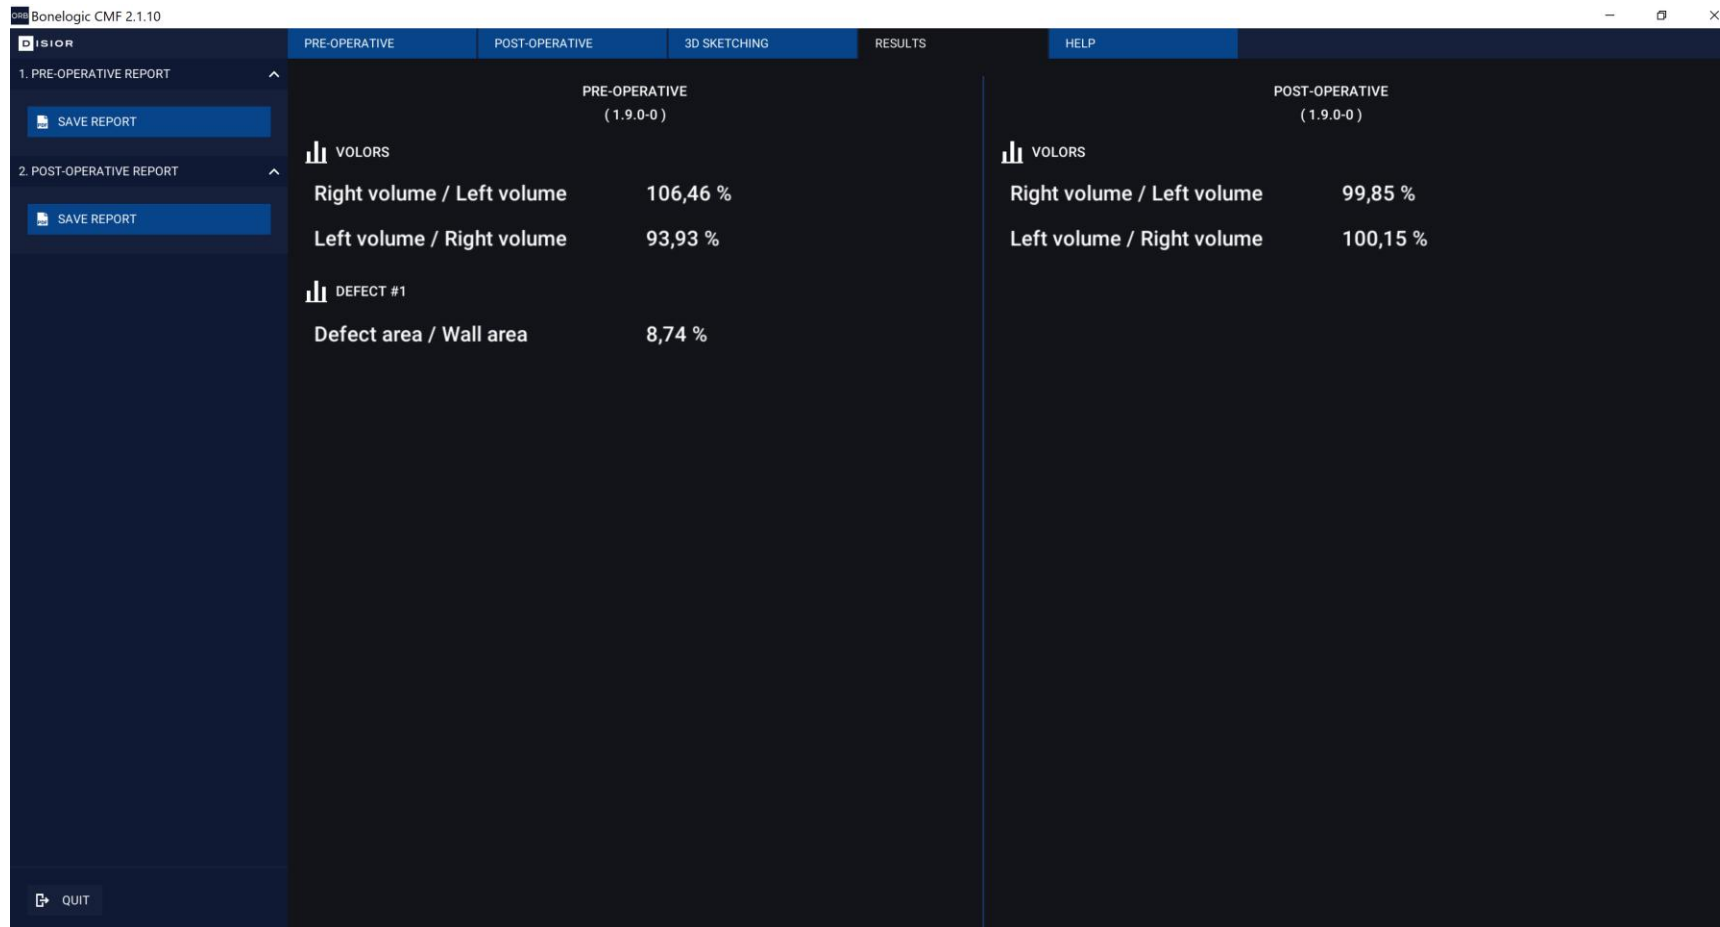 ORB Bonelogic CMF 2.1.10
DISIOR
PRE-OPERATIVE
POST-OPERATIVE
3D SKETCHING
RESULTS
HELP
1. PRE-OPERATIVE REPORT
SAVE REPORT
2. POST-OPERATIVE REPORT
SAVE REPORT
QUIT
PRE-OPERATIVE
( 1.9.0-0 )
VOLORS
Right volume / Left volume 106,46 %
Left volume / Right volume 93,93 %
DEFECT #1
Defect area / Wall area 8,74 %
POST-OPERATIVE
( 1.9.0-0 )
VOLORS
Right volume / Left volume 99,85 %
Left volume / Right volume 100,15 %